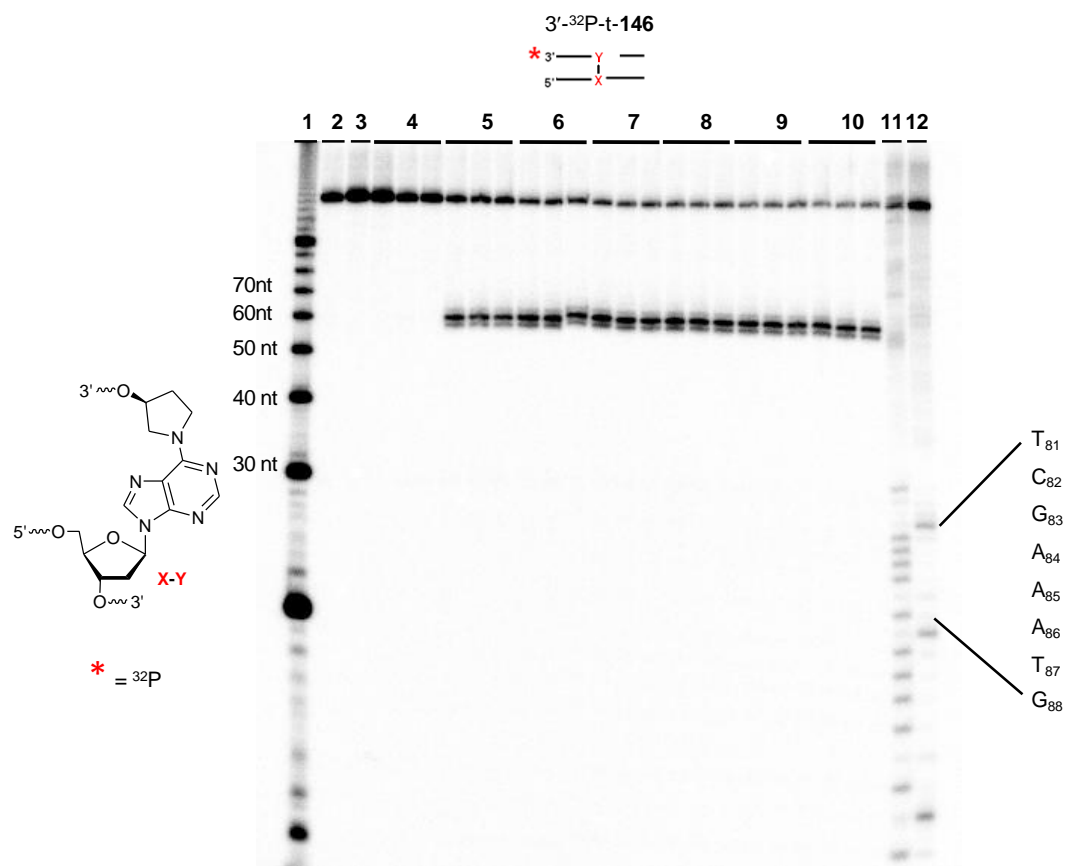 3′-³²P-t-146
* 3' Y
5' X
1 2 3 4 5 6 7 8 9 10 11 12
70nt
60nt
50 nt
40 nt
30 nt
3' O
N
N N
N N
5' O O
X-Y
O 3'
* = ³²P
T₈₁
C₈₂
G₈₃
A₈₄
A₈₅
A₈₆
T₈₇
G₈₈